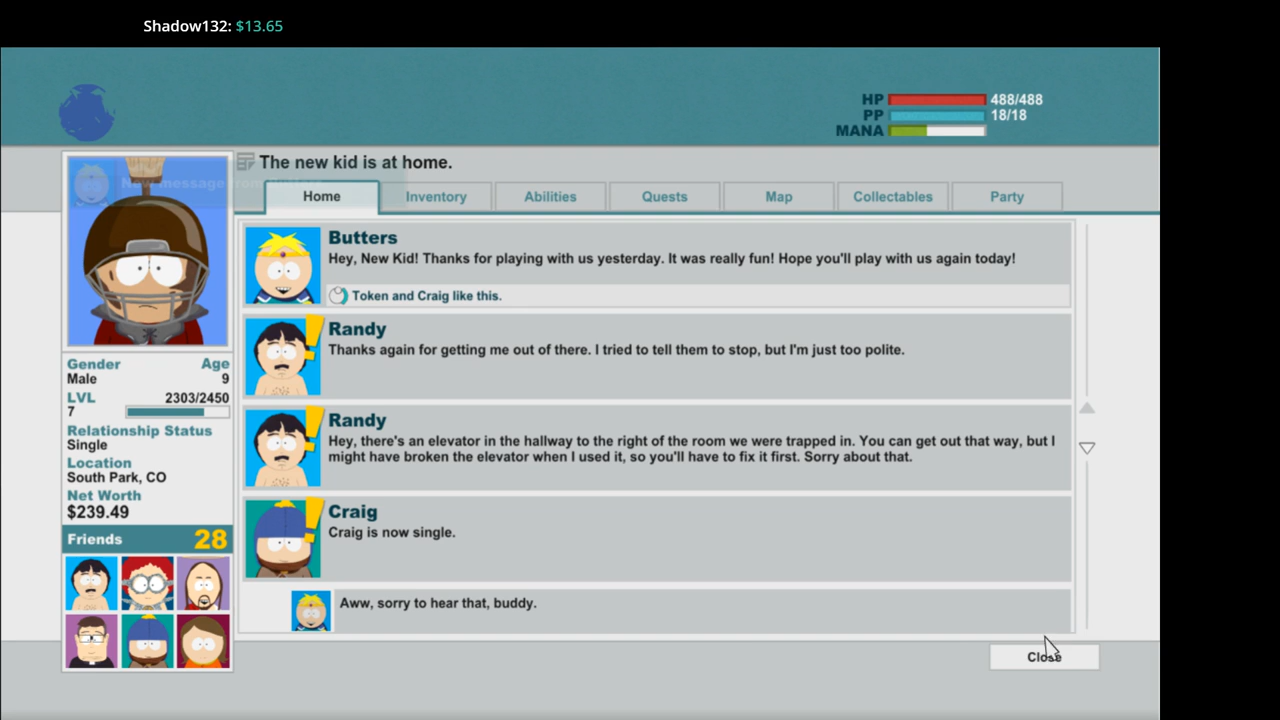 Shadow132: $13.65
HP 488/488
PP 18/18
MANA
The new kid is at home.
New message from Butters
Home Inventory Abilities Quests Map Collectables Party
Gender Age
Male 9
LVL 2303/2450
7
Relationship Status
Single
Location
South Park, CO
Net Worth
$239.49
Friends 28
Butters
Hey, New Kid! Thanks for playing with us yesterday. It was really fun! Hope you'll play with us again today!
Token and Craig like this.
Randy
Thanks again for getting me out of there. I tried to tell them to stop, but I'm just too polite.
Randy
Hey, there's an elevator in the hallway to the right of the room we were trapped in. You can get out that way, but I
might have broken the elevator when I used it, so you'll have to fix it first. Sorry about that.
Craig
Craig is now single.
Aww, sorry to hear that, buddy.
Close